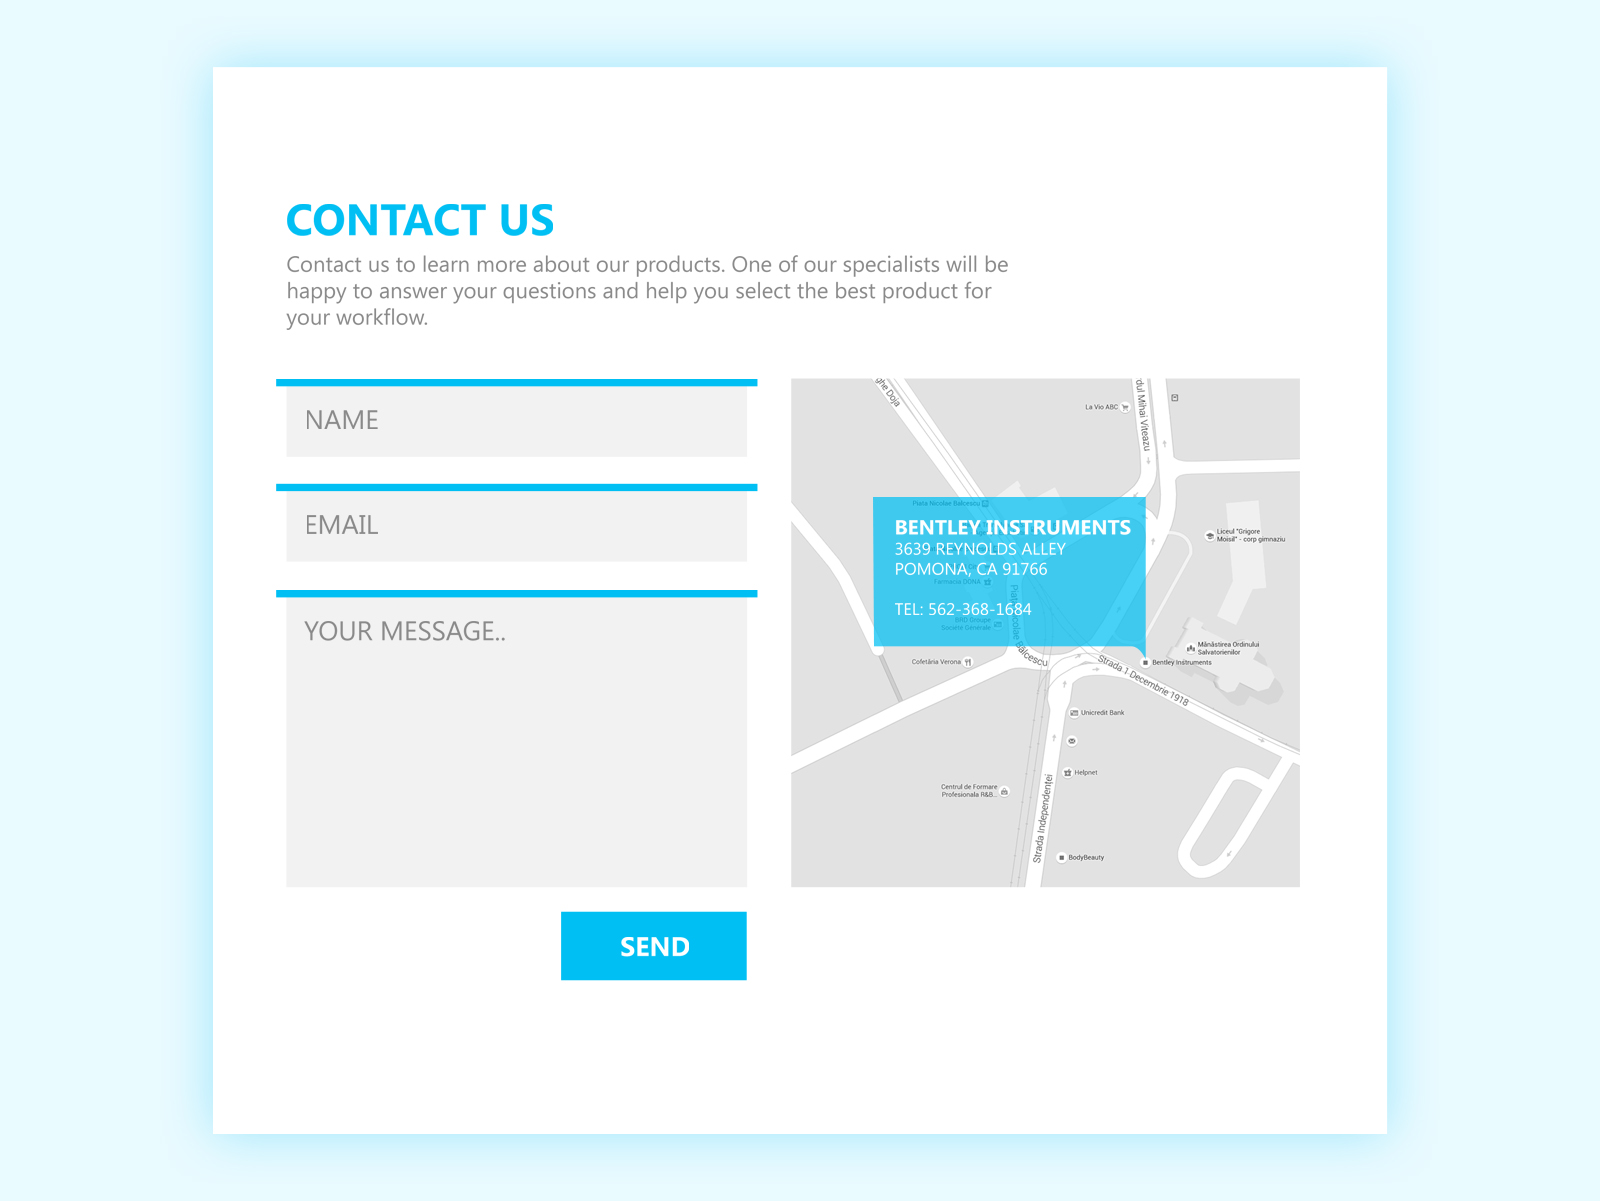 CONTACT US
Contact us to learn more about our products. One of our specialists will be
happy to answer your questions and help you select the best product for
your workflow.
NAME
EMAIL
YOUR MESSAGE..
SEND
ghe Doja
La Vio ABC
dul Mihai Viteazu
Piata Nicolae Balcescu
BENTLEY INSTRUMENTS
3639 REYNOLDS ALLEY
POMONA, CA 91766
TEL: 562-368-1684
Farmacia DONA
BRD Groupe
Societe Generale
Bălcescu
Liceul "Grigore
Moisil" - corp gimnaziu
Mănăstirea Ordinului
Salvatorienilor
Bentley Instruments
Cofetăria Verona
Strada 1 Decembrie 1918
Unicredit Bank
Helpnet
Centrul de Formare
Profesionala R&B...
Strada Independenței
BodyBeauty